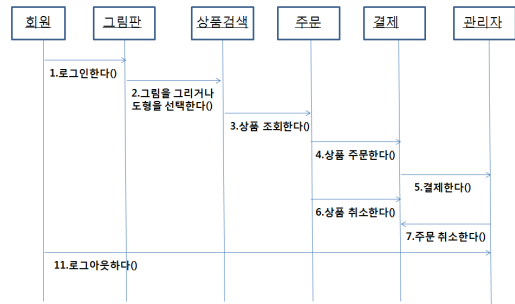 회원
그림판
상품검색
주문
결제
관리자
1.로그인한다()
2.그림을 그리거나
도형을 선택한다()
3.상품 조회한다()
4.상품 주문한다()
5.결제한다()
6.상품 취소한다()
7.주문 취소한다()
11.로그아웃하다()